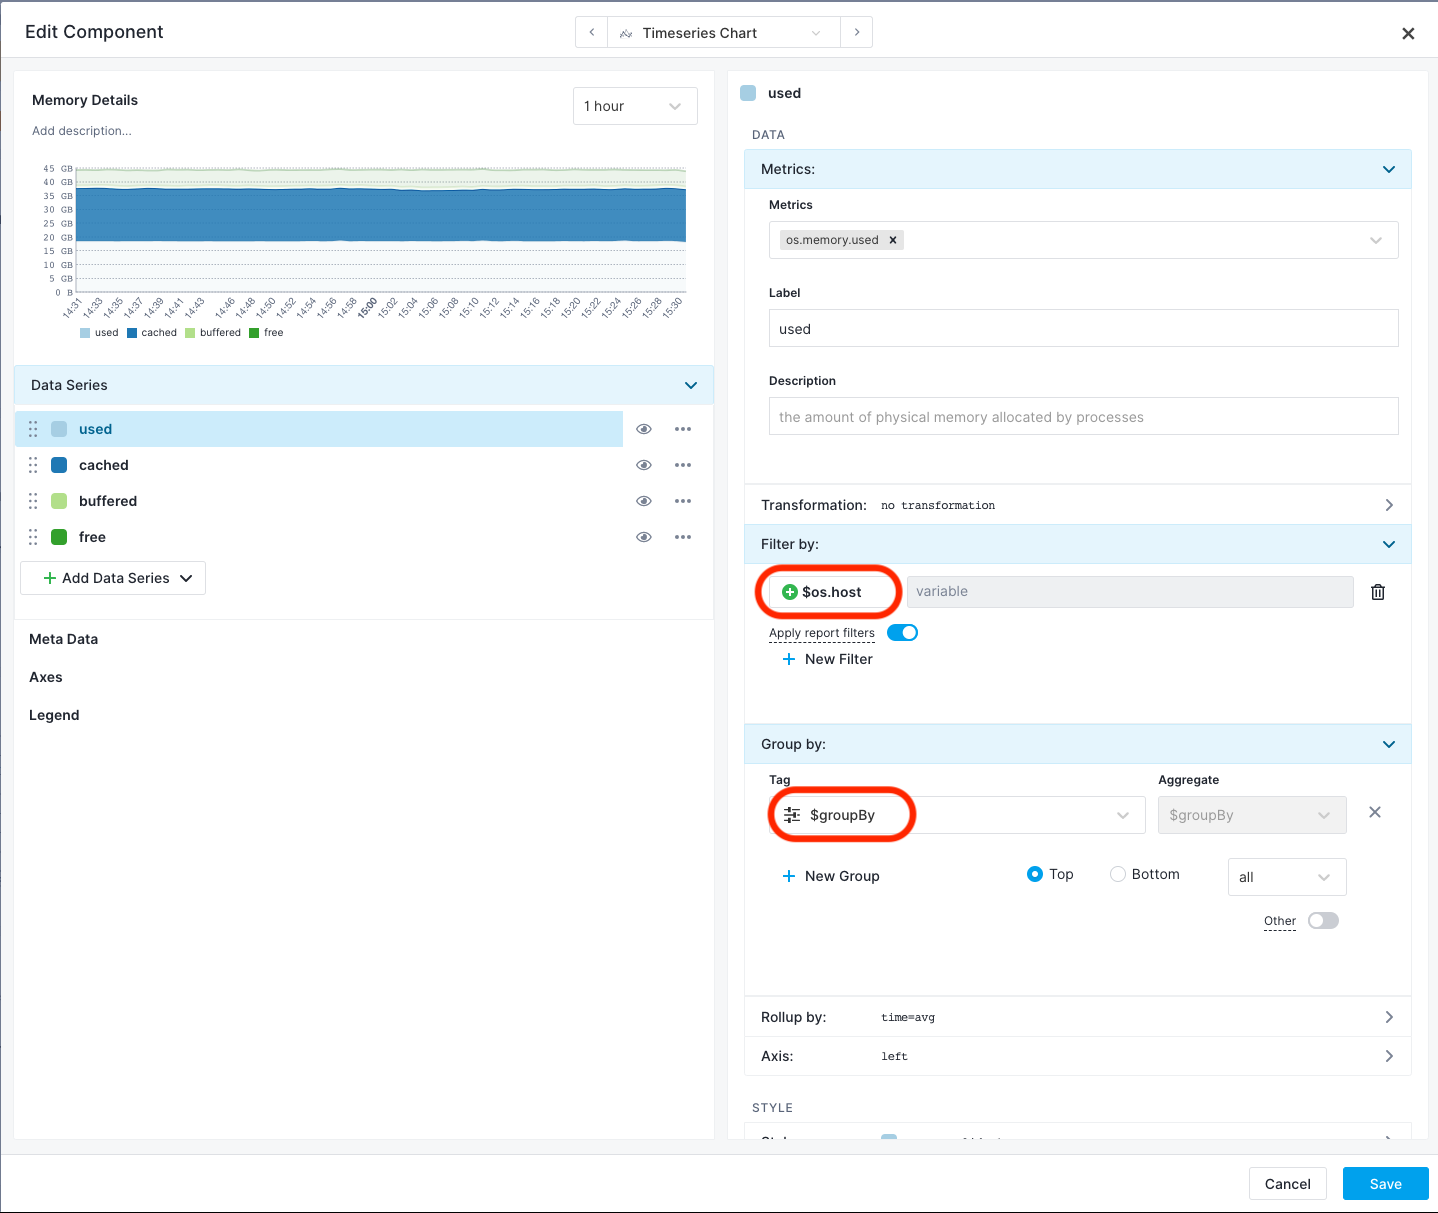 Edit Component
Timeseries Chart
Memory Details
1 hour
Add description...
45 GB
40 GB
35 GB
30 GB
25 GB
20 GB
15 GB
10 GB
5 GB
0 B
14:31 14:33 14:35 14:37 14:39 14:41 14:43 14:46 14:48 14:50 14:52 14:54 14:56 14:58 15:00 15:02 15:04 15:06 15:08 15:10 15:12 15:14 15:16 15:18 15:20 15:22 15:24 15:26 15:28 15:30
used cached buffered free
Data Series
used
cached
buffered
free
Add Data Series
Meta Data
Axes
Legend
used
DATA
Metrics:
Metrics
os.memory.used
Label
used
Description
the amount of physical memory allocated by processes
Transformation: no transformation
Filter by:
$os.host variable
Apply report filters
New Filter
Group by:
Tag Aggregate
$groupBy $groupBy
New Group Top Bottom all
Other
Rollup by: time=avg
Axis: left
STYLE
Cancel Save